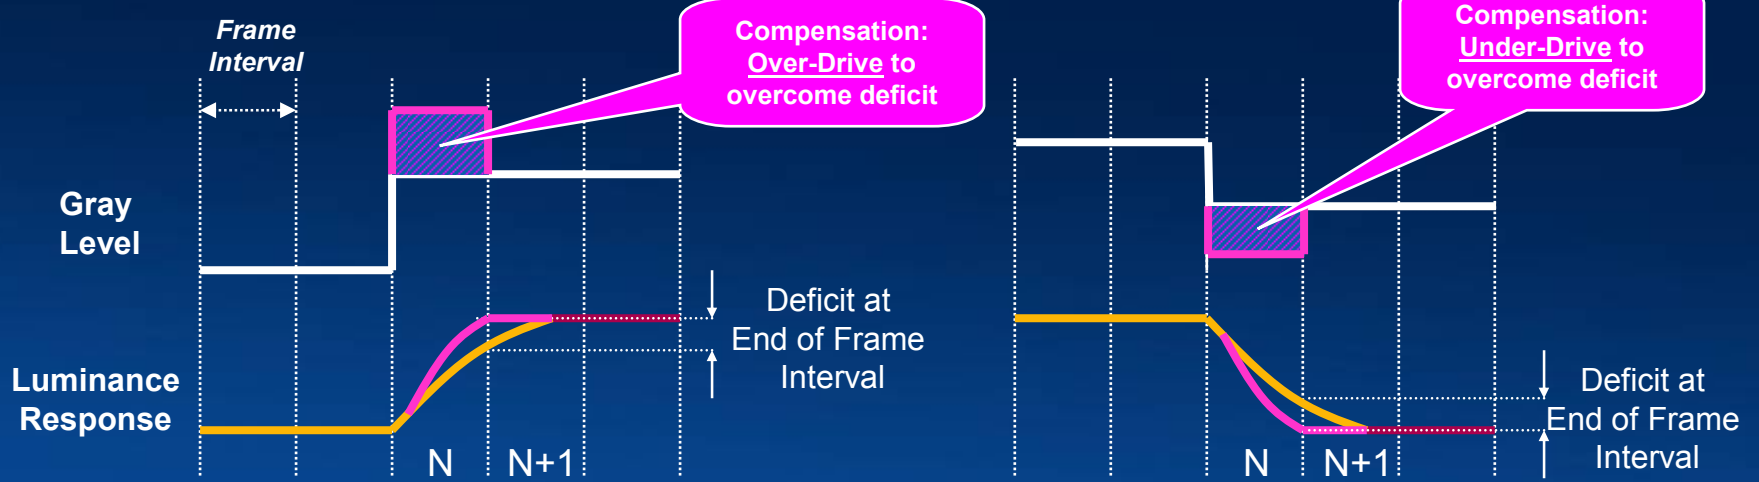 Frame
Interval
Compensation:
Over-Drive to
overcome deficit
Compensation:
Under-Drive to
overcome deficit
Gray
Level
Deficit at
End of Frame
Interval
Luminance
Response
Deficit at
End of Frame
Interval
N
N+1
N
N+1